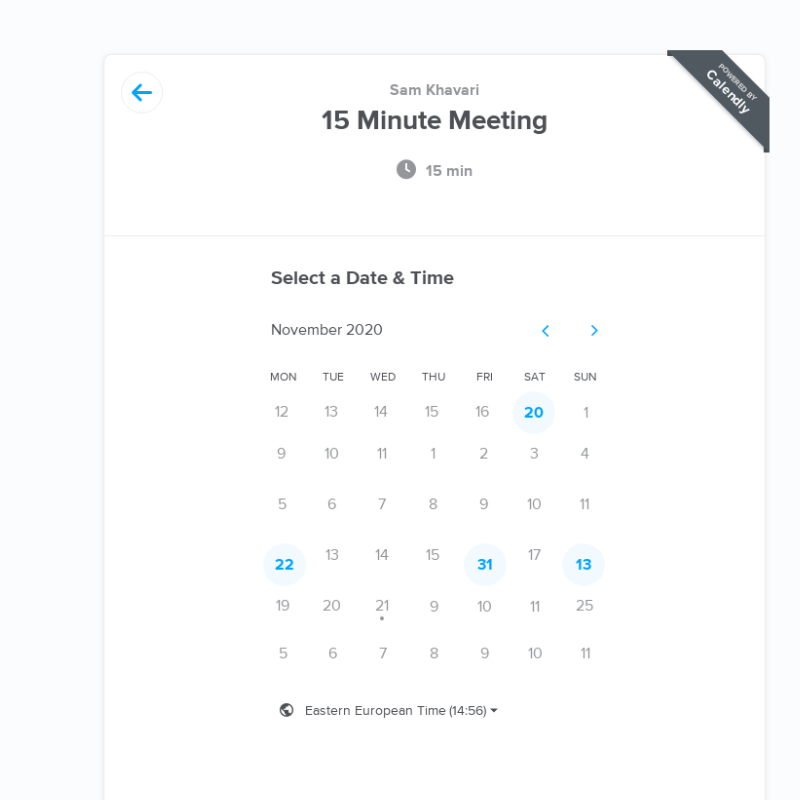 POWERED BY
Calendly
Sam Khavari
15 Minute Meeting
15 min
Select a Date & Time
November 2020
MON TUE WED THU FRI SAT SUN
12 13 14 15 16 20 1
9 10 11 1 2 3 4
5 6 7 8 9 10 11
22 13 14 15 31 17 13
19 20 21 9 10 11 25
5 6 7 8 9 10 11
Eastern European Time (14:56)